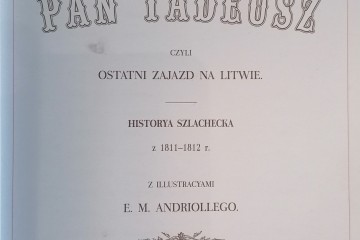 PAN TADEUSZ
CZYLI
OSTATNI ZAJAZD NA LITWIE.
HISTORYA SZLACHECKA
z 1811–1812 r.
Z ILLUSTRACYAMI
E. M. ANDRIOLLEGO.